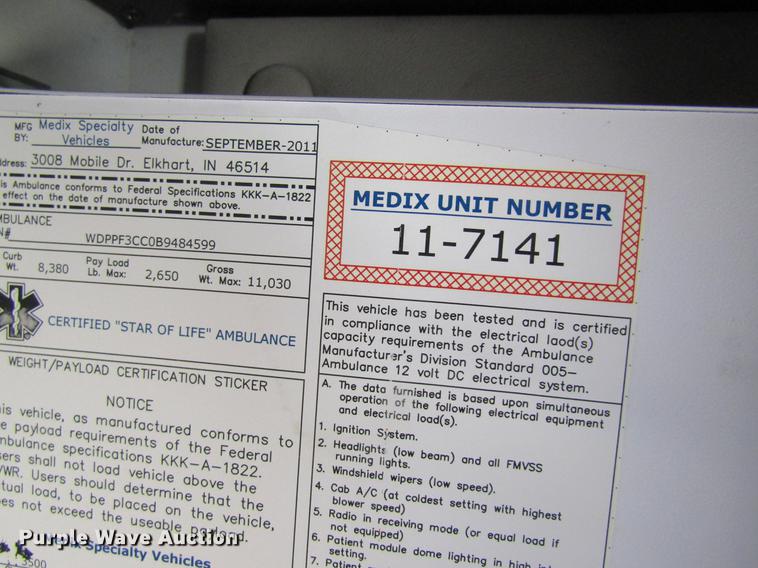 MFG BY: Medix Specialty Vehicles Date of Manufacture: SEPTEMBER-2011
3008 Mobile Dr. Elkhart, IN 46514
Ambulance conforms to Federal Specifications KKK-A-1822
effect on the date of manufacture shown above.
WDPPF3CC0B9484599
Curb Wt. 8,380 Pay Load Lb. Max: 2,650 Gross Wt. Max: 11,030
CERTIFIED "STAR OF LIFE" AMBULANCE
WEIGHT/PAYLOAD CERTIFICATION STICKER
NOTICE
vehicle, as manufactured conforms to
payload requirements of the Federal
specifications KKK-A-1822.
shall not load vehicle above the
Users should determine that the
load, to be placed on the vehicle,
not exceed the useable payload.
Medix Specialty Vehicles
3500
MEDIX UNIT NUMBER
11-7141
This vehicle has been tested and is certified
in compliance with the electrical laod(s)
capacity requirements of the Ambulance
Manufacturer's Division Standard 005-
Ambulance 12 volt DC electrical system.
A. The data furnished is based upon simultaneous
operation of the following electrical equipment
and electrical load(s).
1. Ignition System.
2. Headlights (low beam) and all FMVSS
running lights.
3. Windshield wipers (low speed).
4. Cab A/C (at coldest setting with highest
blower speed)
5. Radio in receiving mode (or equal load if
not equipped)
6. Patient module dome lighting in high
setting.
7. Patient
Purple Wave Auction